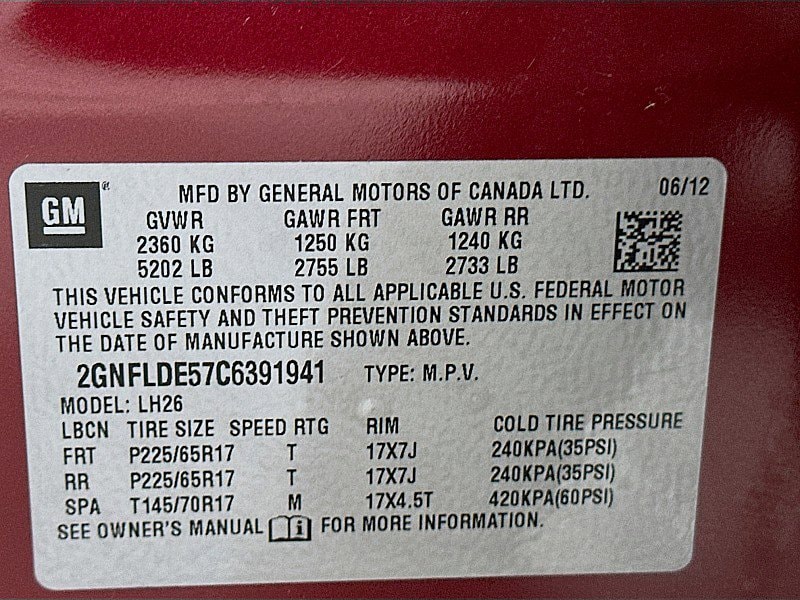 GM® MFD BY GENERAL MOTORS OF CANADA LTD. 06/12
GVWR GAWR FRT GAWR RR
2360 KG 1250 KG 1240 KG
5202 LB 2755 LB 2733 LB
THIS VEHICLE CONFORMS TO ALL APPLICABLE U.S. FEDERAL MOTOR
VEHICLE SAFETY AND THEFT PREVENTION STANDARDS IN EFFECT ON
THE DATE OF MANUFACTURE SHOWN ABOVE.
2GNFLDE57C6391941 TYPE: M.P.V.
MODEL: LH26
LBCN TIRE SIZE SPEED RTG RIM COLD TIRE PRESSURE
FRT P225/65R17 T 17X7J 240KPA(35PSI)
RR P225/65R17 T 17X7J 240KPA(35PSI)
SPA T145/70R17 M 17X4.5T 420KPA(60PSI)
SEE OWNER'S MANUAL FOR MORE INFORMATION.